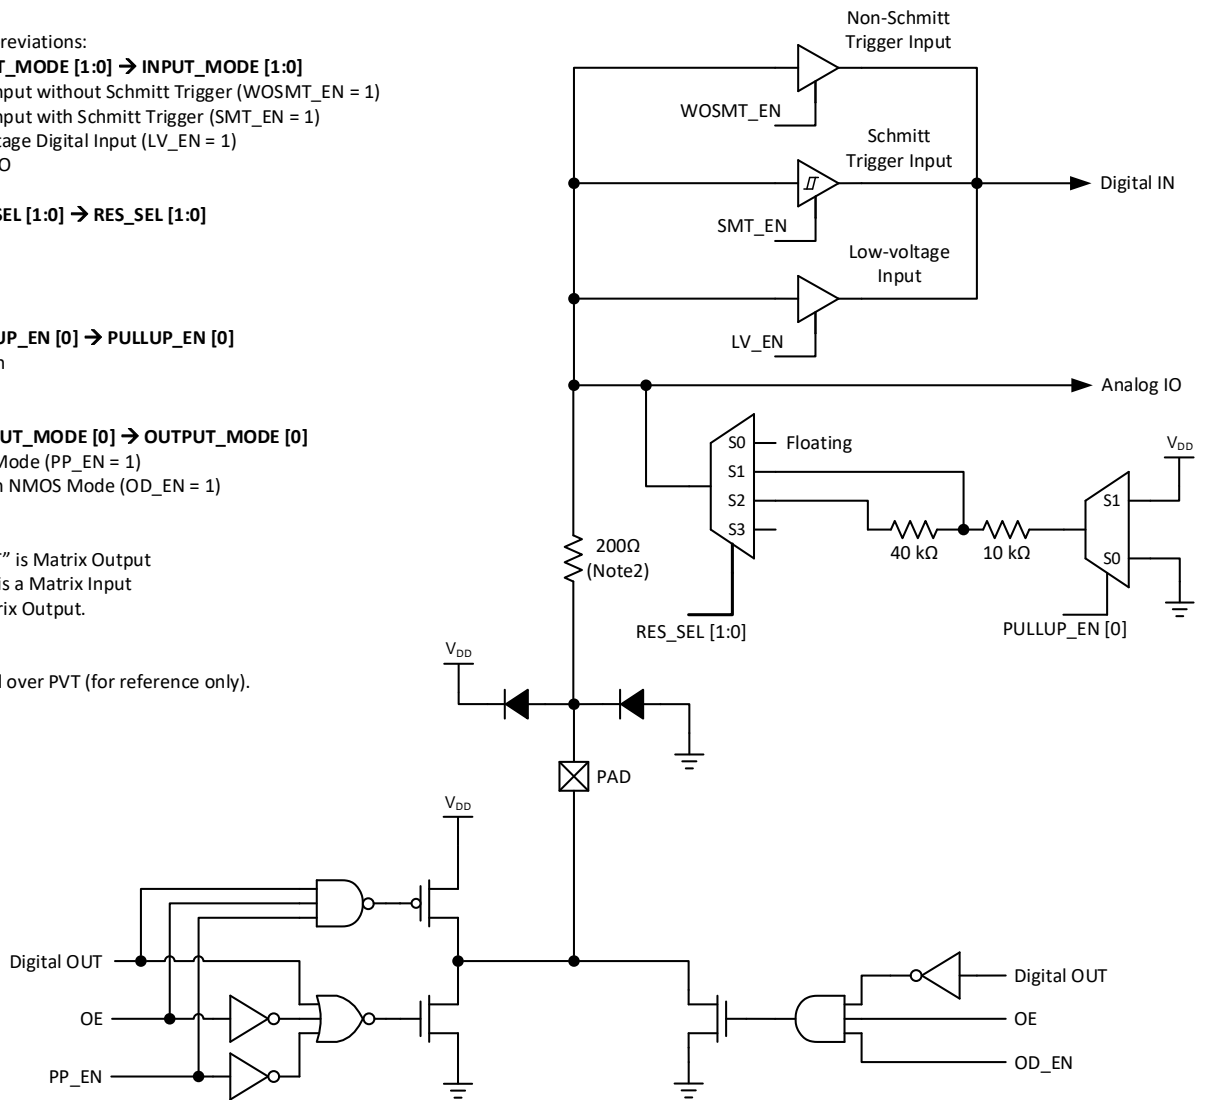 reviations:
T_MODE [1:0] → INPUT_MODE [1:0]
nput without Schmitt Trigger (WOSMT_EN = 1)
nput with Schmitt Trigger (SMT_EN = 1)
tage Digital Input (LV_EN = 1)
O
SEL [1:0] → RES_SEL [1:0]
UP_EN [0] → PULLUP_EN [0]
n
UT_MODE [0] → OUTPUT_MODE [0]
Mode (PP_EN = 1)
n NMOS Mode (OD_EN = 1)
” is Matrix Output
is a Matrix Input
rix Output.
l over PVT (for reference only).
Non-Schmitt
Trigger Input
WOSMT_EN
Schmitt
Trigger Input
Digital IN
SMT_EN
Low-voltage
Input
LV_EN
Analog IO
S0
Floating
S1
S2
S3
VDD
S1
S0
40 kΩ
10 kΩ
200Ω
(Note2)
RES_SEL [1:0]
PULLUP_EN [0]
VDD
PAD
VDD
Digital OUT
OE
PP_EN
Digital OUT
OE
OD_EN